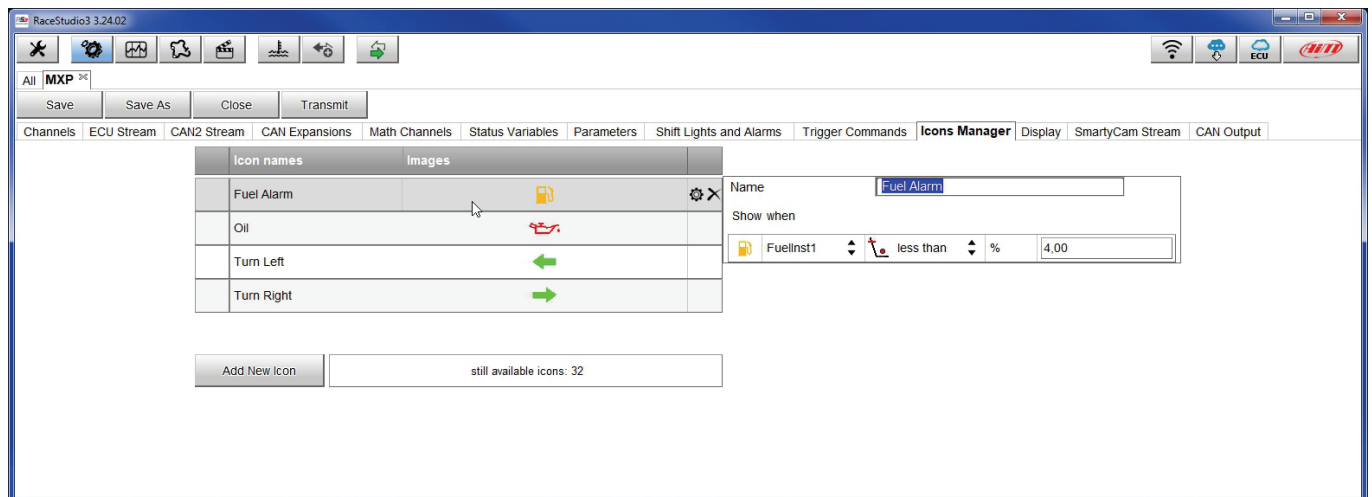 RaceStudio3 3.24.02
ECU AiM
All MXP
Save Save As Close Transmit
Channels ECU Stream CAN2 Stream CAN Expansions Math Channels Status Variables Parameters Shift Lights and Alarms Trigger Commands Icons Manager Display SmartyCam Stream CAN Output
Icon names Images
Fuel Alarm
Name Fuel Alarm
Show when
Oil
FuelInst1 less than % 4,00
Turn Left
Turn Right
Add New Icon still available icons: 32